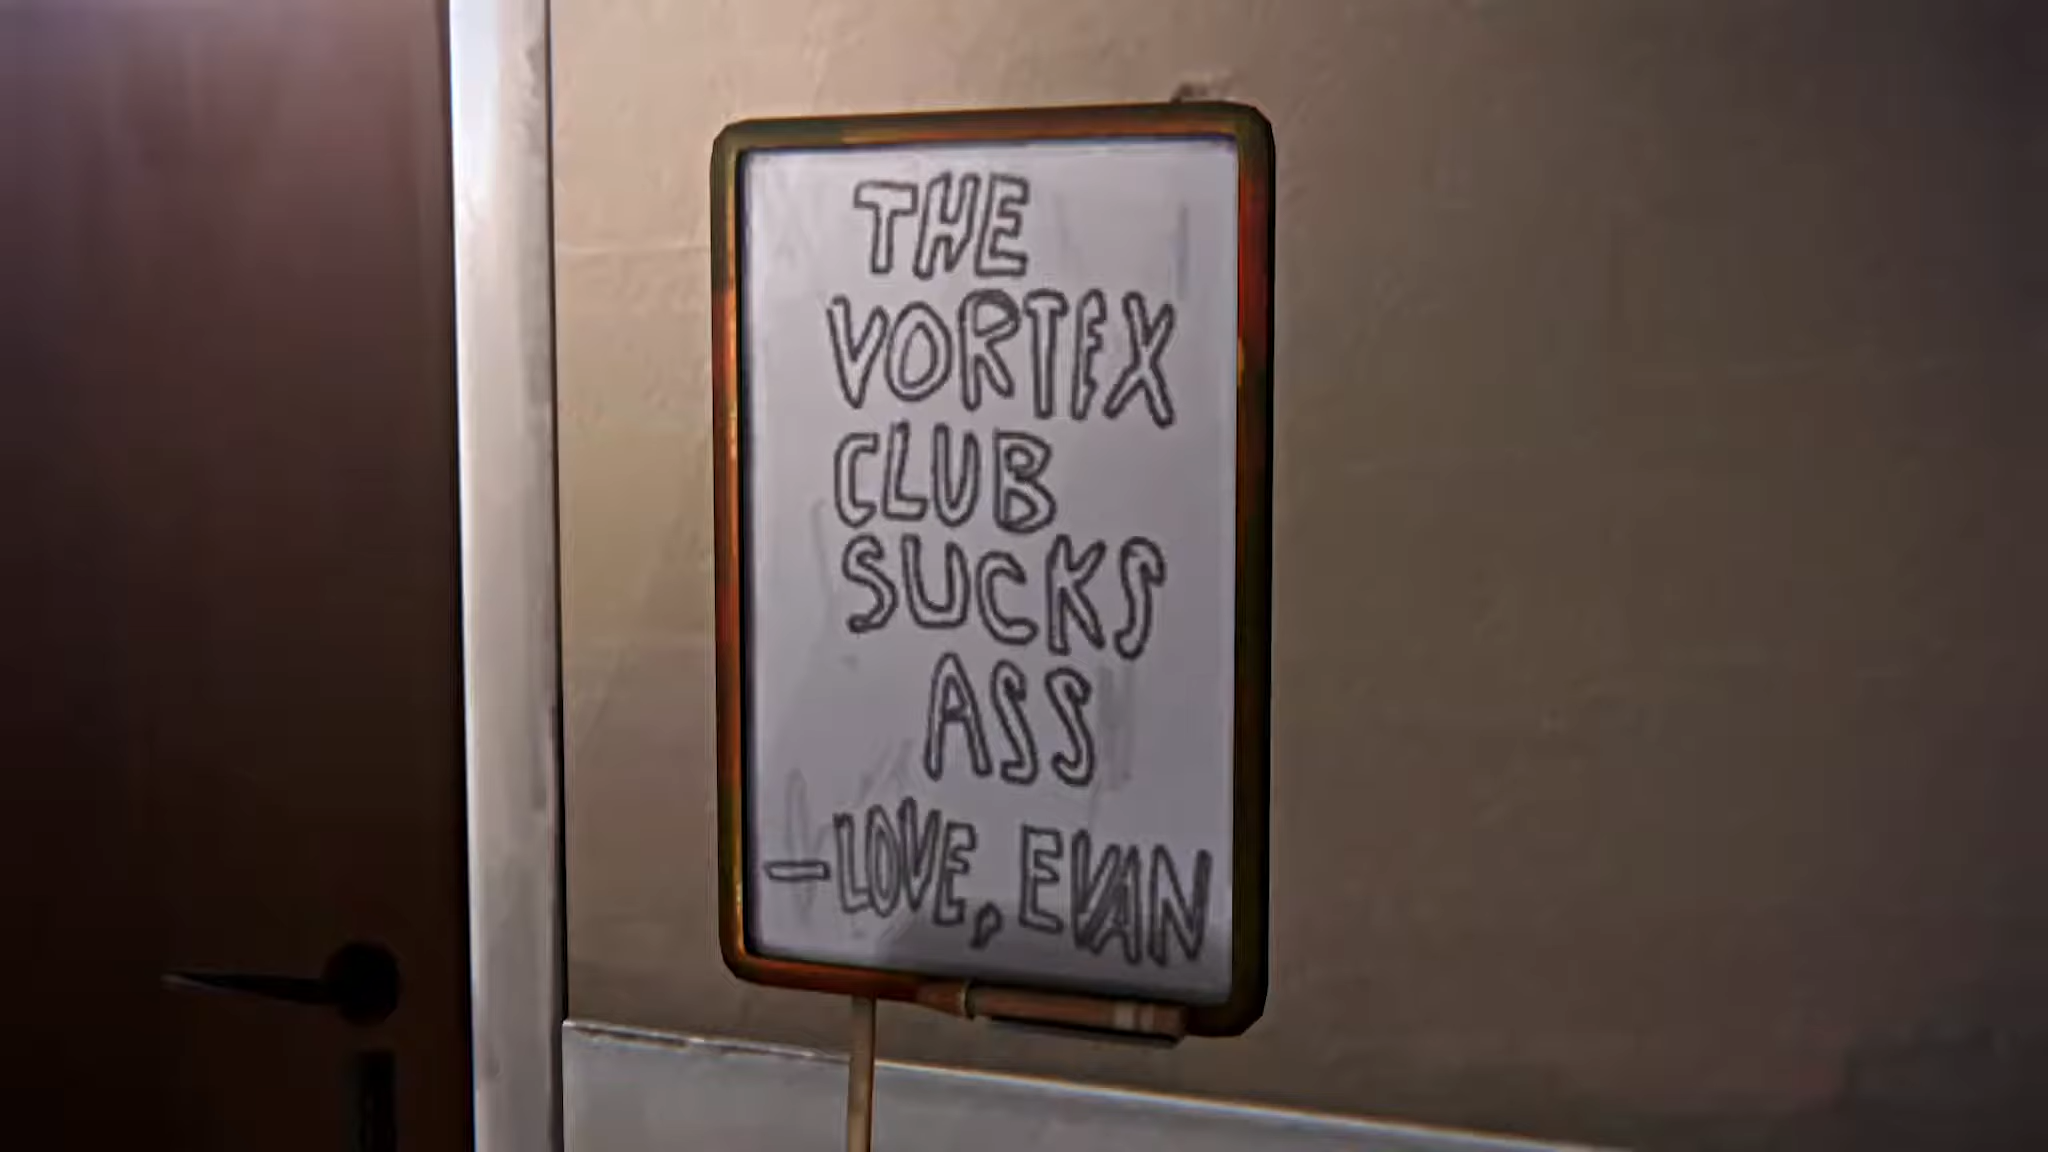 THE
VORTEX
CLUB
SUCKS
ASS
-LOVE, EVAN